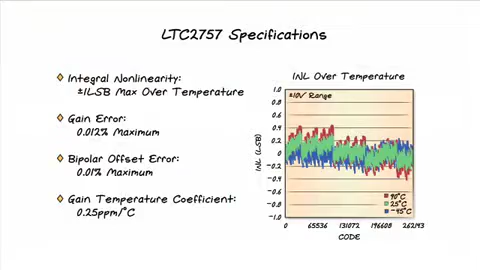 LTC2757 Specifications
Integral Nonlinearity:
±1LSB Max Over Temperature
Gain Error:
0.012% Maximum
Bipolar Offset Error:
0.01% Maximum
Gain Temperature Coefficient:
0.25ppm/°C
INL Over Temperature
±10V Range
INL (LSB)
1.0
0.8
0.6
0.4
0.2
0
-0.2
-0.4
-0.6
-0.8
-1.0
90°C
25°C
-45°C
0
65536
131072
196608
262143
CODE